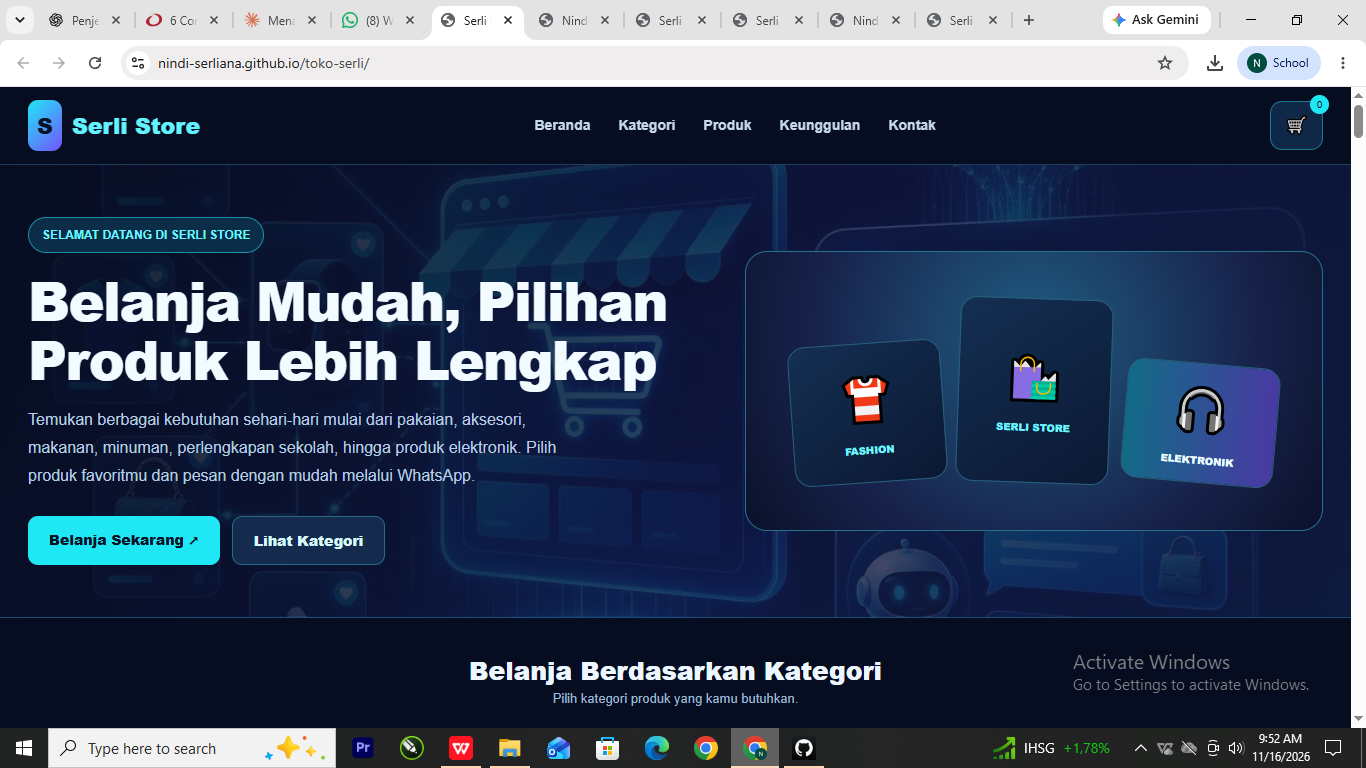 Penje
6 Co
Mena
(8) W
Serli
Nind
Serli
Serli
Nind
Serli
Ask Gemini
nindi-serliana.github.io/toko-serli/
N
School
S
Serli Store
Beranda
Kategori
Produk
Keunggulan
Kontak
0
SELAMAT DATANG DI SERLI STORE
Belanja Mudah, Pilihan
Produk Lebih Lengkap
Temukan berbagai kebutuhan sehari-hari mulai dari pakaian, aksesori,
makanan, minuman, perlengkapan sekolah, hingga produk elektronik. Pilih
produk favoritmu dan pesan dengan mudah melalui WhatsApp.
Belanja Sekarang ↗
Lihat Kategori
FASHION
SERLI STORE
ELEKTRONIK
Belanja Berdasarkan Kategori
Pilih kategori produk yang kamu butuhkan.
Activate Windows
Go to Settings to activate Windows.
Type here to search
Pr
IHSG +1,78%
9:52 AM
11/16/2026